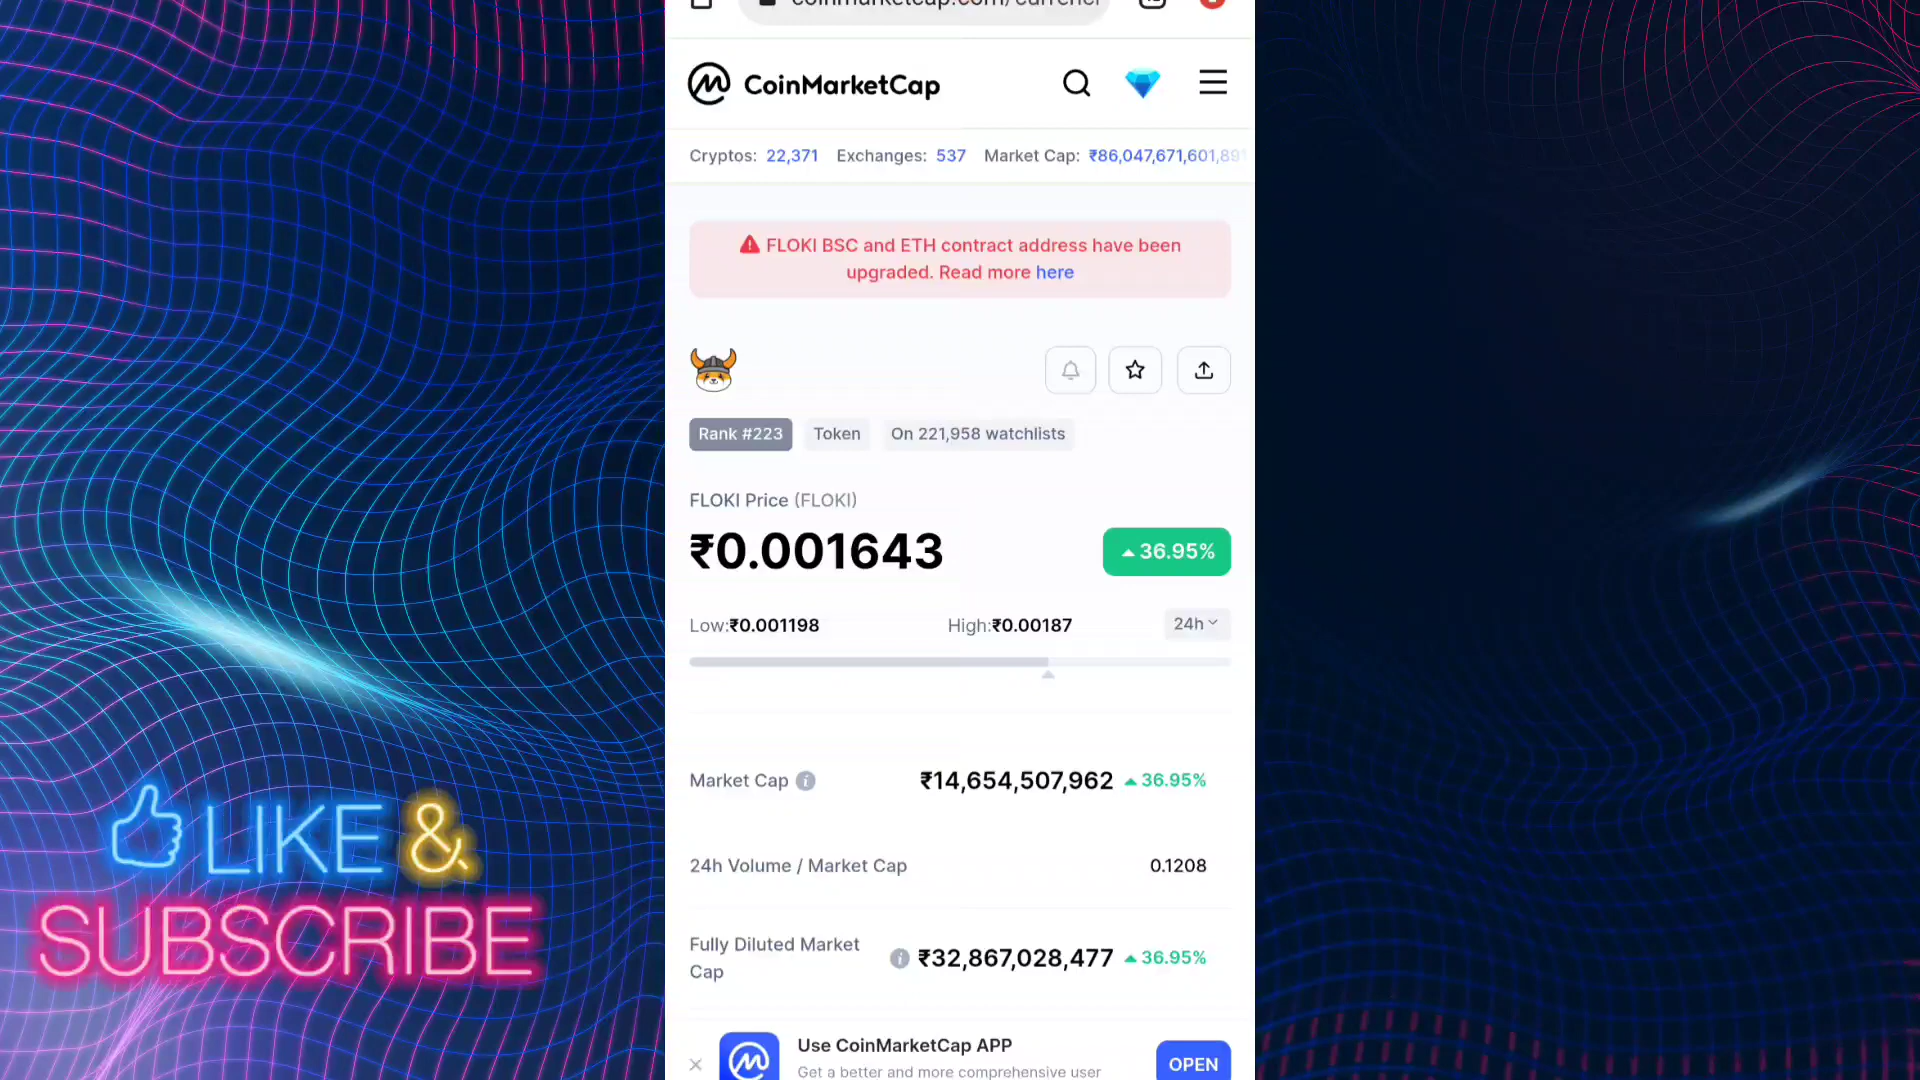 coinmarketcap.com/currenci
CoinMarketCap
Cryptos: 22,371 Exchanges: 537 Market Cap: ₹86,047,671,601,891
FLOKI BSC and ETH contract address have been
upgraded. Read more here
Rank #223 Token On 221,958 watchlists
FLOKI Price (FLOKI)
₹0.001643 36.95%
Low:₹0.001198 High:₹0.00187 24h
Market Cap ₹14,654,507,962 36.95%
24h Volume / Market Cap 0.1208
Fully Diluted Market
Cap ₹32,867,028,477 36.95%
Use CoinMarketCap APP
Get a better and more comprehensive user
OPEN
LIKE &
SUBSCRIBE